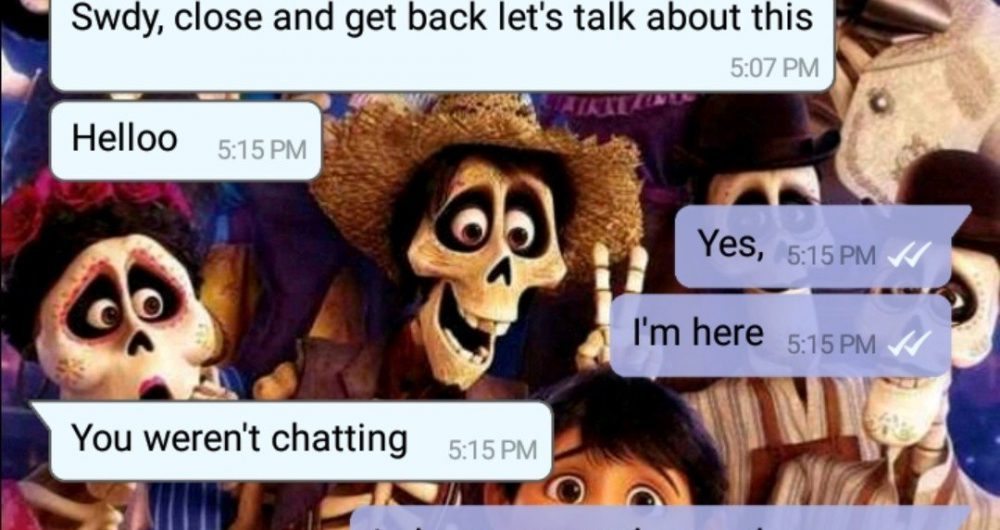 Swdy, close and get back let's talk about this
5:07 PM
Helloo 5:15 PM
Yes, 5:15 PM
I'm here 5:15 PM
You weren't chatting 5:15 PM